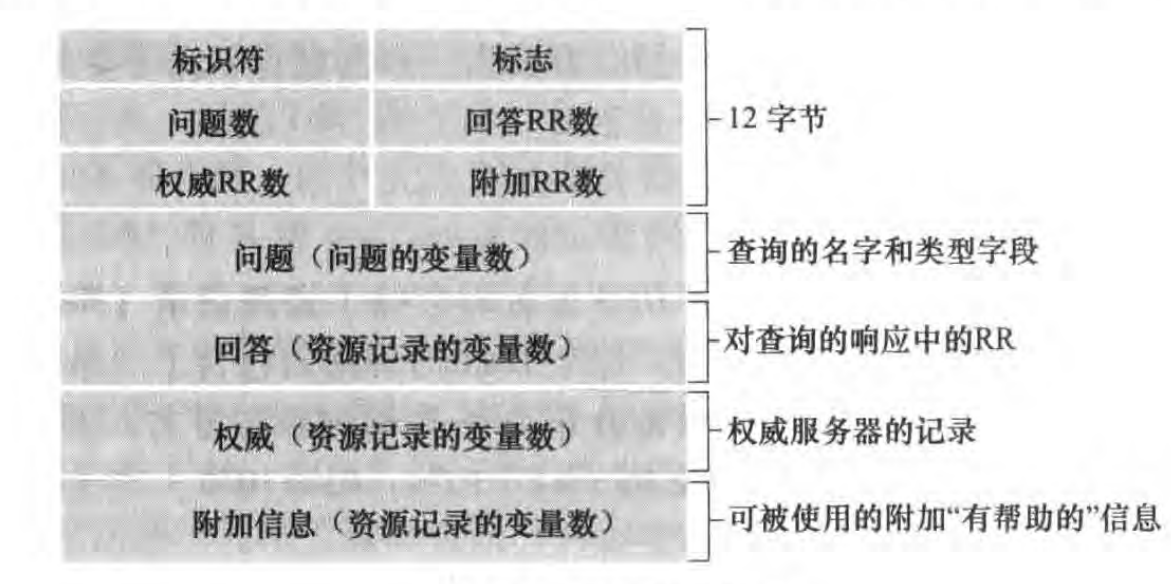 标识符 标志
问题数 回答RR数
12 字节
权威RR数 附加RR数
问题（问题的变量数）
查询的名字和类型字段
回答（资源记录的变量数）
对查询的响应中的RR
权威（资源记录的变量数）
权威服务器的记录
附加信息（资源记录的变量数）
可被使用的附加“有帮助的”信息